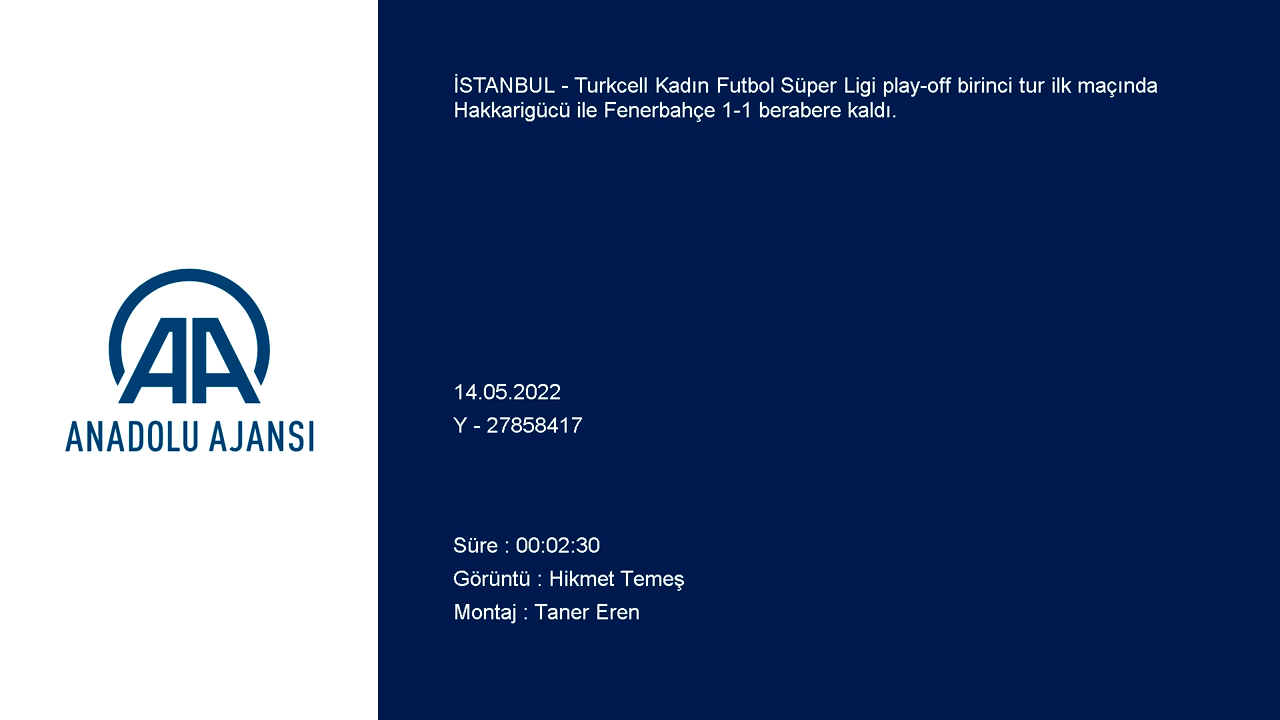 İSTANBUL - Turkcell Kadın Futbol Süper Ligi play-off birinci tur ilk maçında
Hakkarigücü ile Fenerbahçe 1-1 berabere kaldı.
AA
ANADOLU AJANSI
14.05.2022
Y - 27858417
Süre : 00:02:30
Görüntü : Hikmet Temeş
Montaj : Taner Eren